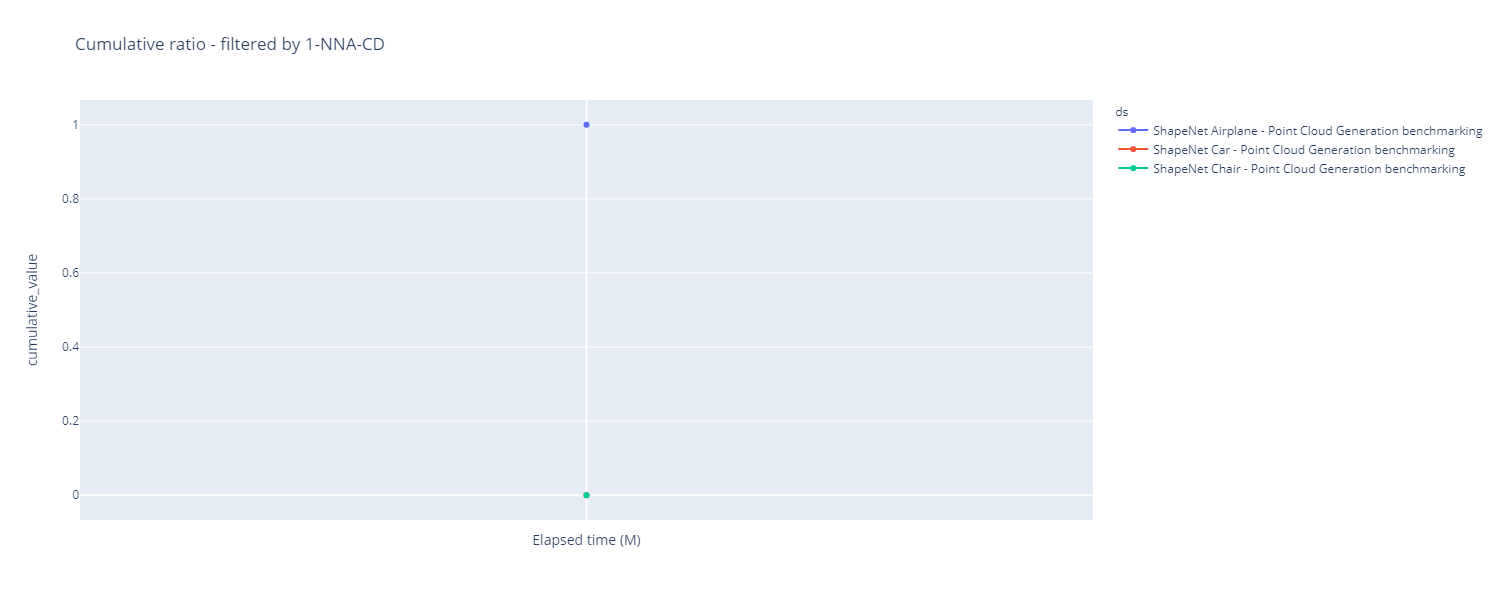 Cumulative ratio - filtered by 1-NNA-CD
ds
ShapeNet Airplane - Point Cloud Generation benchmarking
ShapeNet Car - Point Cloud Generation benchmarking
ShapeNet Chair - Point Cloud Generation benchmarking
1
0.8
0.6
0.4
0.2
0
cumulative_value
Elapsed time (M)